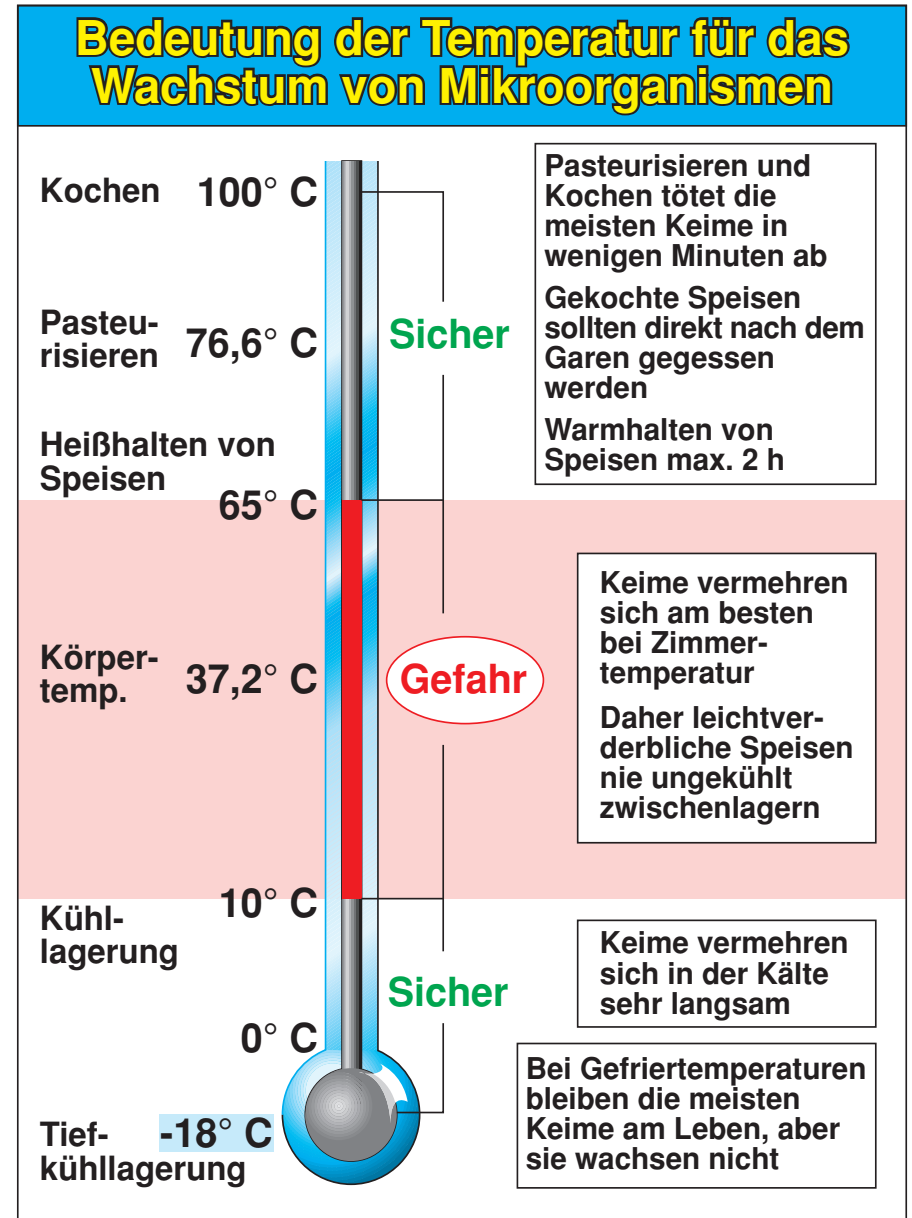 Bedeutung der Temperatur für das
Wachstum von Mikroorganismen
Kochen 100° C
Pasteu-
risieren 76,6° C
Heißhalten von
Speisen
65° C
Sicher
Pasteurisieren und
Kochen tötet die
meisten Keime in
wenigen Minuten ab
Gekochte Speisen
sollten direkt nach dem
Garen gegessen
werden
Warmhalten von
Speisen max. 2 h
Körper-
temp. 37,2° C
Gefahr
Keime vermehren
sich am besten
bei Zimmer-
temperatur
Daher leichtver-
derbliche Speisen
nie ungekühlt
zwischenlagern
10° C
Kühl-
lagerung
Sicher
0° C
Keime vermehren
sich in der Kälte
sehr langsam
Tief- -18° C
kühllagerung
Bei Gefriertemperaturen
bleiben die meisten
Keime am Leben, aber
sie wachsen nicht